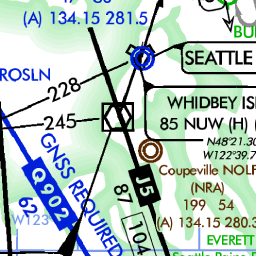 (A) 134.15 281.5
SEATTLE
ROSLN
228
WHIDBEY ISL
85 NUW (H) (
245
N48°21.30
W122°39.7
Coupeville NOLF
(NRA)
199 54
(A) 134.15 280.3
GNSS REQUIRED
Q902
J5
62
87
104
W123
EVERETT